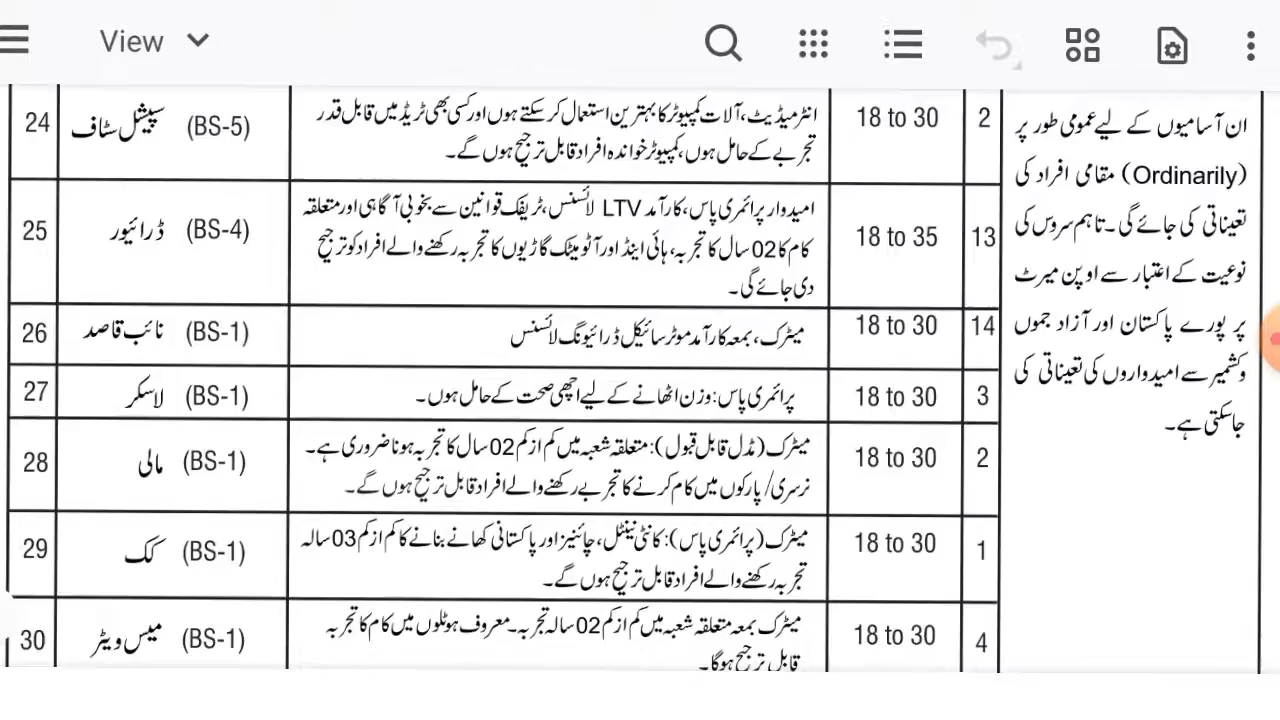 View
24
سپیشل سٹاف (BS-5)
انٹرمیڈیٹ، آلات کمپیوٹر کا بہترین استعمال کر سکتے ہوں اور کسی بھی ٹریڈ میں قابل قدر
تجربے کے حامل ہوں، کمپیوٹر خواندہ افراد قابل ترجیح ہوں گے۔
18 to 30
2
25
ڈرائیور (BS-4)
امیدوار پرائمری پاس، کارآمد LTV لائسنس، ٹریفک قوانین سے بخوبی آگاہی اور متعلقہ
کام کا 02 سال کا تجربہ، ہائی اینڈ اور آٹومیٹک گاڑیوں کا تجربہ رکھنے والے افراد کو ترجیح
دی جائے گی۔
18 to 35
13
26
نائب قاصد (BS-1)
میٹرک، بمعہ کارآمد موٹر سائیکل ڈرائیونگ لائسنس
18 to 30
14
27
لاسکر (BS-1)
پرائمری پاس: وزن اٹھانے کے لیے اچھی صحت کے حامل ہوں۔
18 to 30
3
28
مالی (BS-1)
میٹرک (مڈل قابل قبول): متعلقہ شعبہ میں کم از کم 02 سال کا تجربہ ہونا ضروری ہے۔
نرسری/ پارکوں میں کام کرنے کا تجربے رکھنے والے افراد قابل ترجیح ہوں گے۔
18 to 30
2
29
کک (BS-1)
میٹرک (پرائمری پاس): کانٹی نینٹل، چائنیز اور پاکستانی کھانے بنانے کا کم از کم 03 سالہ
تجربہ رکھنے والے افراد قابل ترجیح ہوں گے۔
18 to 30
1
30
میس ویٹر (BS-1)
میٹرک بمعہ متعلقہ شعبہ میں کم از کم 02 سالہ تجربہ۔ معروف ہوٹلوں میں کام کا تجربہ
قابل ترجیح ہوگا۔
18 to 30
4
ان آسامیوں کے لیے عمومی طور پر
(Ordinarily) مقامی افراد کی
تعیناتی کی جائے گی۔ تاہم سروس کی
نوعیت کے اعتبار سے اوپن میرٹ
پر پورے پاکستان اور آزاد جموں
و کشمیر سے امیدواروں کی تعیناتی کی
جاسکتی ہے۔